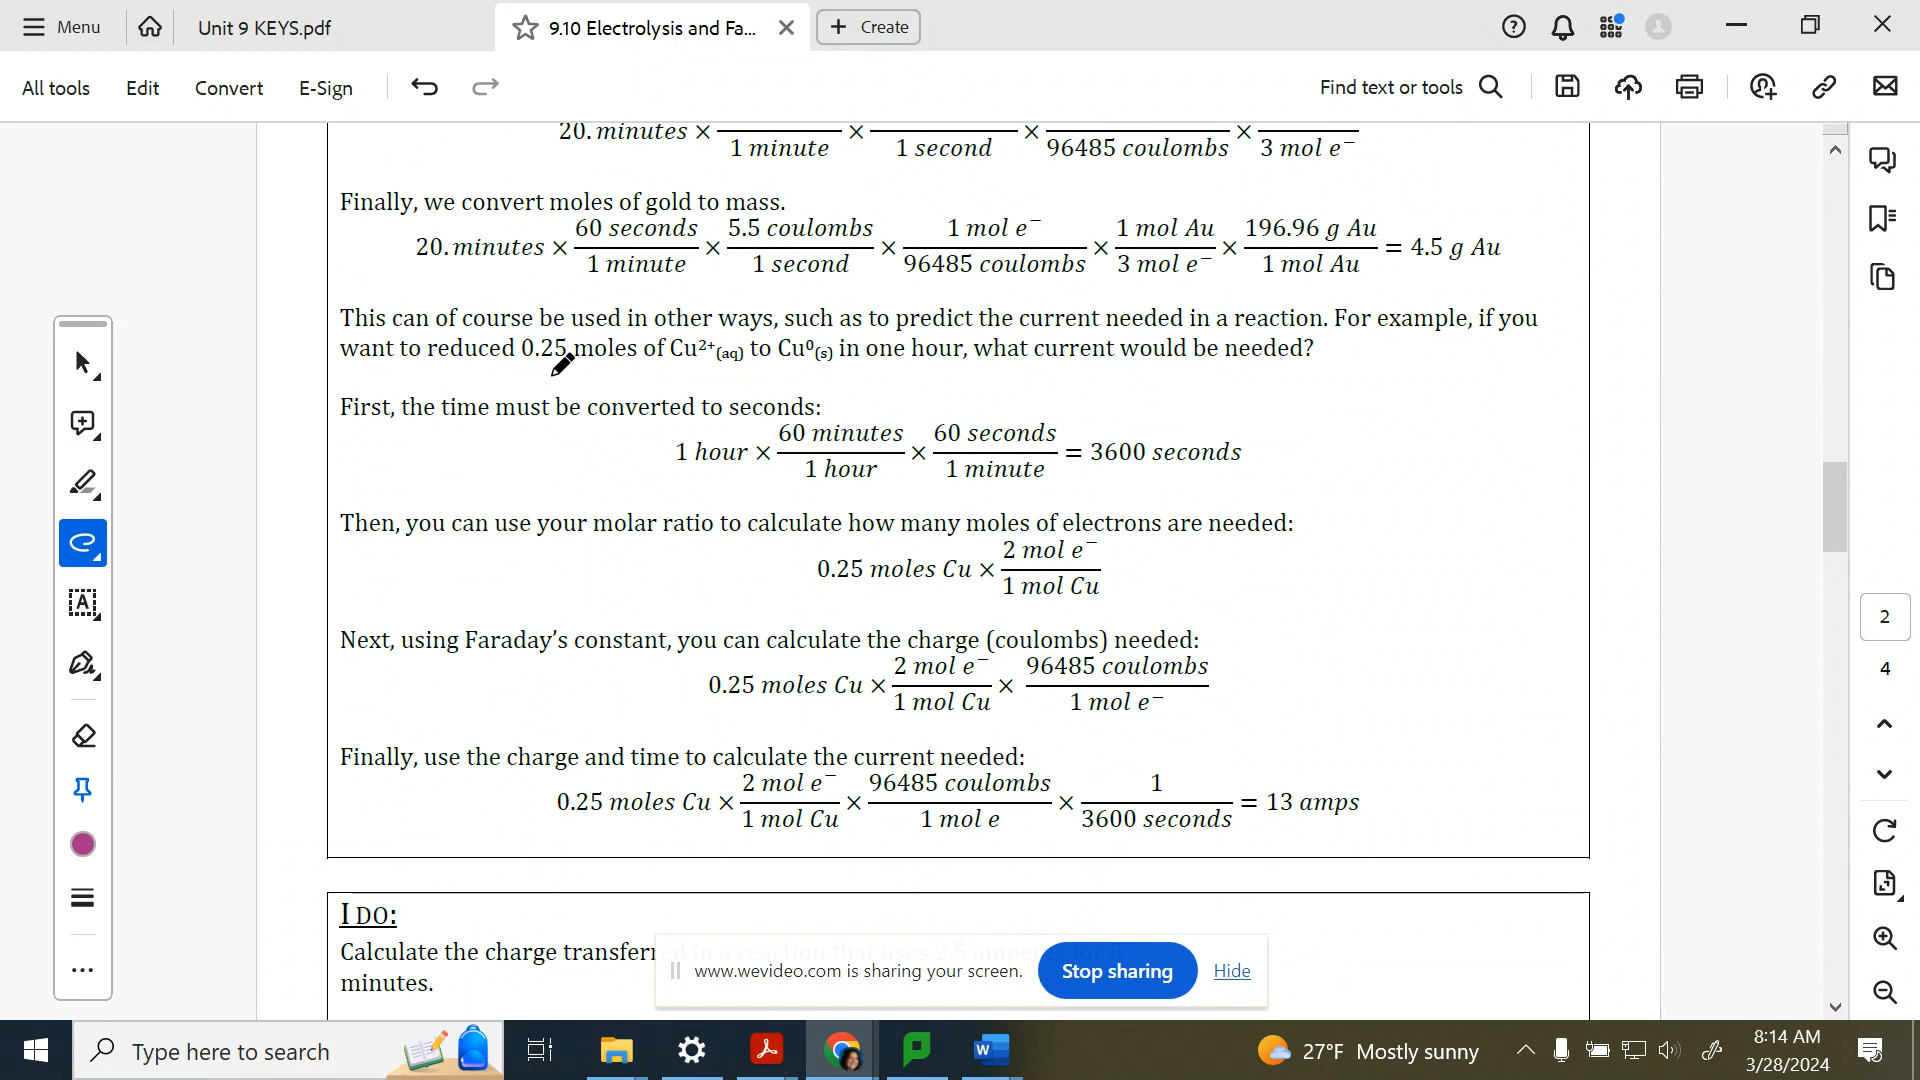 Menu
Unit 9 KEYS.pdf
9.10 Electrolysis and Fa...
Create
All tools
Edit
Convert
E-Sign
Find text or tools
20. minutes × 1 minute × 1 second × 96485 coulombs × 3 mol e⁻
Finally, we convert moles of gold to mass.
20. minutes × 60 seconds / 1 minute × 5.5 coulombs / 1 second × 1 mol e⁻ / 96485 coulombs × 1 mol Au / 3 mol e⁻ × 196.96 g Au / 1 mol Au = 4.5 g Au
This can of course be used in other ways, such as to predict the current needed in a reaction. For example, if you
want to reduced 0.25 moles of Cu²⁺(aq) to Cu⁰(s) in one hour, what current would be needed?
First, the time must be converted to seconds:
1 hour × 60 minutes / 1 hour × 60 seconds / 1 minute = 3600 seconds
Then, you can use your molar ratio to calculate how many moles of electrons are needed:
0.25 moles Cu × 2 mol e⁻ / 1 mol Cu
Next, using Faraday's constant, you can calculate the charge (coulombs) needed:
0.25 moles Cu × 2 mol e⁻ / 1 mol Cu × 96485 coulombs / 1 mol e⁻
Finally, use the charge and time to calculate the current needed:
0.25 moles Cu × 2 mol e⁻ / 1 mol Cu × 96485 coulombs / 1 mol e × 1 / 3600 seconds = 13 amps
I DO:
Calculate the charge transferred in a reaction that uses 2.5 amperes for
minutes.
www.wevideo.com is sharing your screen.
Stop sharing
Hide
2
4
Type here to search
27°F Mostly sunny
8:14 AM
3/28/2024